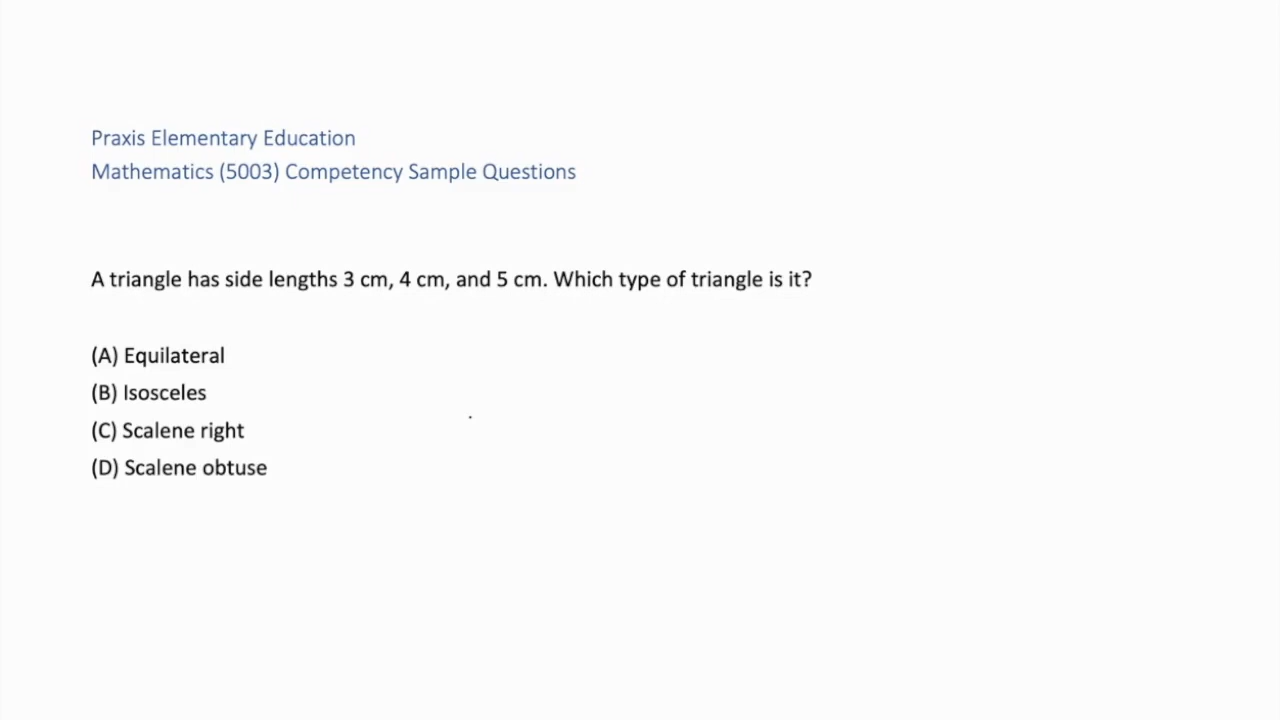 Praxis Elementary Education
Mathematics (5003) Competency Sample Questions
A triangle has side lengths 3 cm, 4 cm, and 5 cm. Which type of triangle is it?
(A) Equilateral
(B) Isosceles
(C) Scalene right
(D) Scalene obtuse